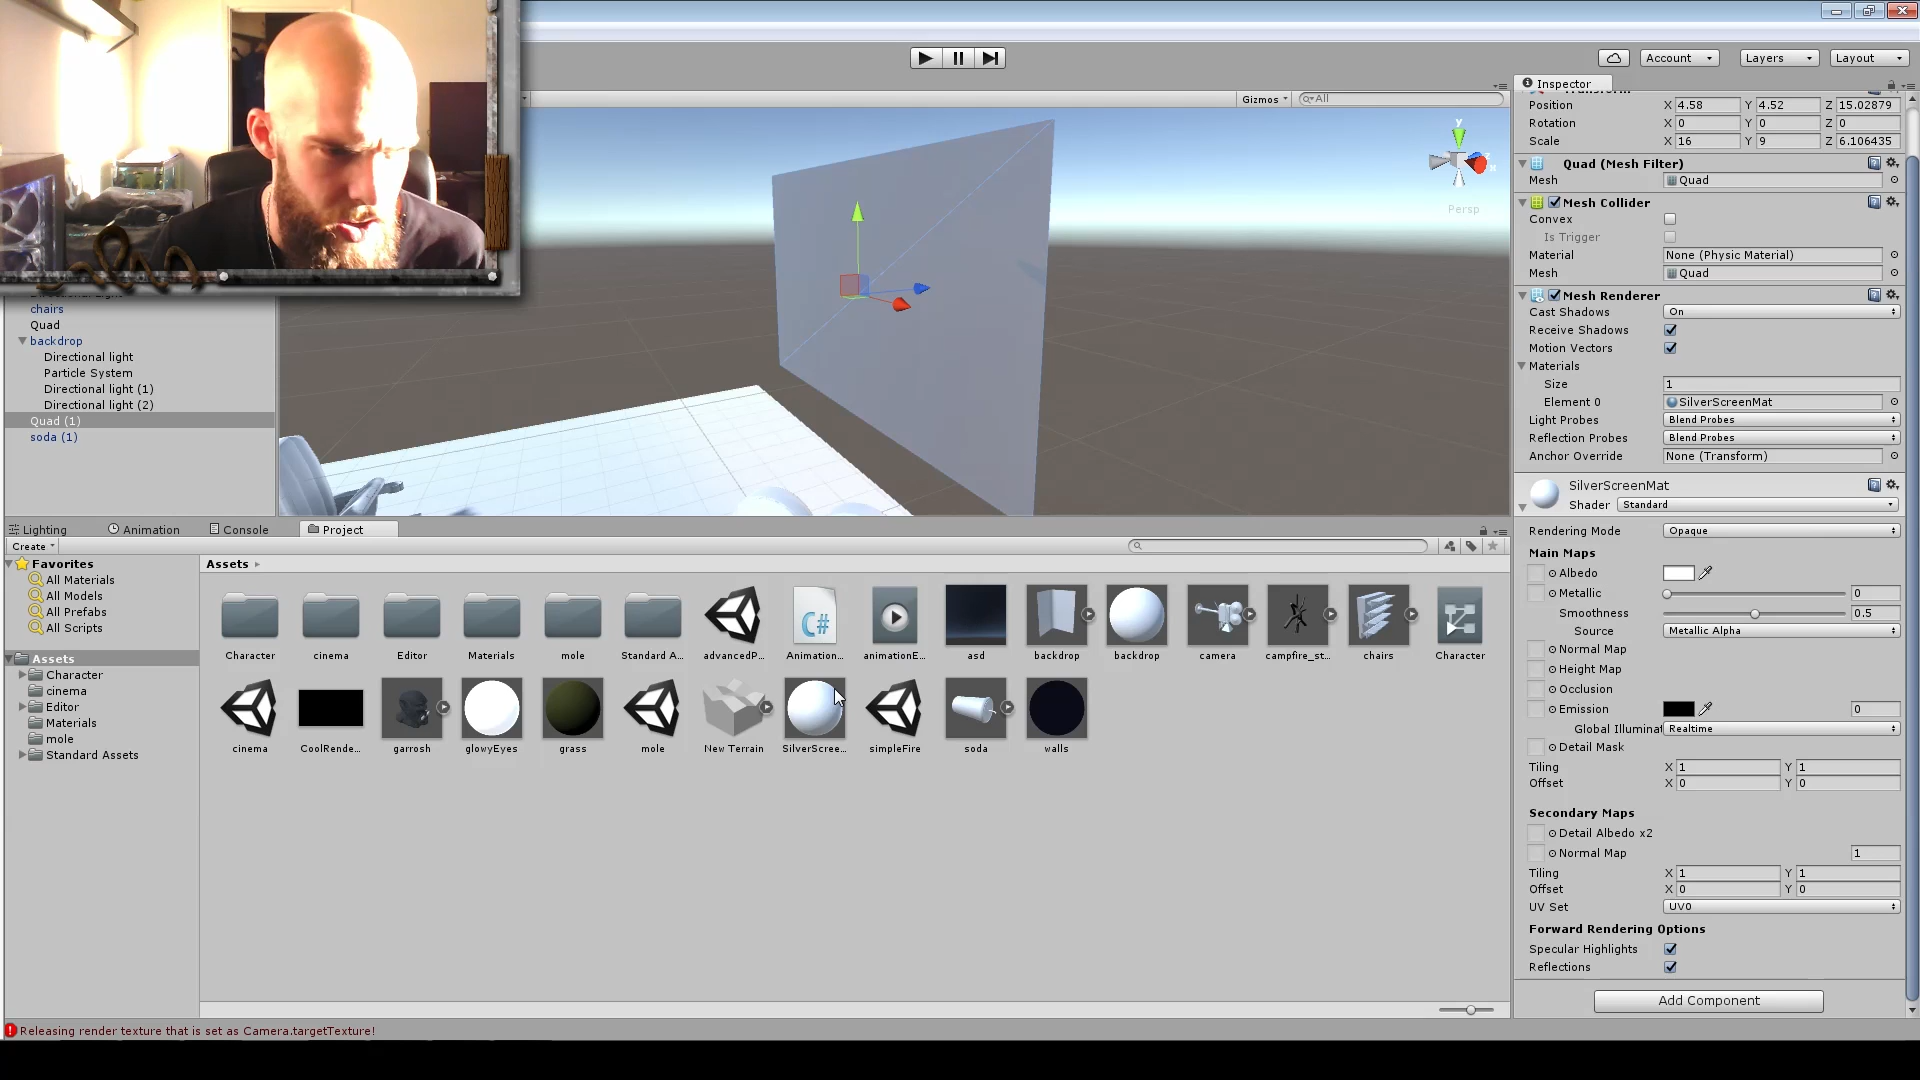 Account
Layers
Layout
Gizmos
All
y
x
Persp
Inspector
Position X 4.58 Y 4.52 Z 15.02879
Rotation X 0 Y 0 Z 0
Scale X 16 Y 9 Z 6.106435
Quad (Mesh Filter)
Mesh Quad
Mesh Collider
Convex
Is Trigger
Material None (Physic Material)
Mesh Quad
Mesh Renderer
Cast Shadows On
Receive Shadows
Motion Vectors
Materials
Size 1
Element 0 SilverScreenMat
Light Probes Blend Probes
Reflection Probes Blend Probes
Anchor Override None (Transform)
SilverScreenMat
Shader Standard
Rendering Mode Opaque
Main Maps
Albedo
Metallic 0
Smoothness 0.5
Source Metallic Alpha
Normal Map
Height Map
Occlusion
Emission 0
Global Illuminat Realtime
Detail Mask
Tiling X 1 Y 1
Offset X 0 Y 0
Secondary Maps
Detail Albedo x2
Normal Map 1
Tiling X 1 Y 1
Offset X 0 Y 0
UV Set UV0
Forward Rendering Options
Specular Highlights
Reflections
Add Component
chairs
Quad
backdrop
Directional light
Particle System
Directional light (1)
Directional light (2)
Quad (1)
soda (1)
Lighting Animation Console Project
Create
Favorites
All Materials
All Models
All Prefabs
All Scripts
Assets
Character
cinema
Editor
Materials
mole
Standard Assets
Assets
C#
Character cinema Editor Materials mole Standard A... advancedP... Animation... animationE... asd backdrop backdrop camera campfire_st... chairs Character
cinema CoolRende... garrosh glowyEyes grass mole New Terrain SilverScree... simpleFire soda walls
Releasing render texture that is set as Camera.targetTexture!